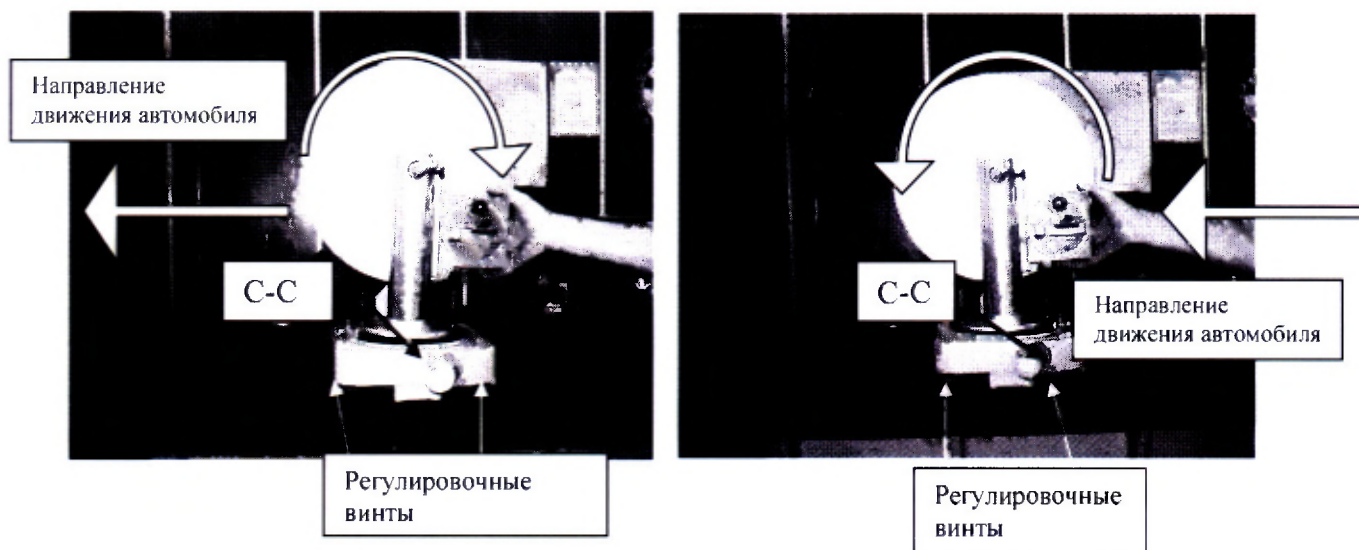 Направление
движения автомобиля
С-С
Регулировочные
винты
С-С
Направление
движения автомобиля
Регулировочные
винты